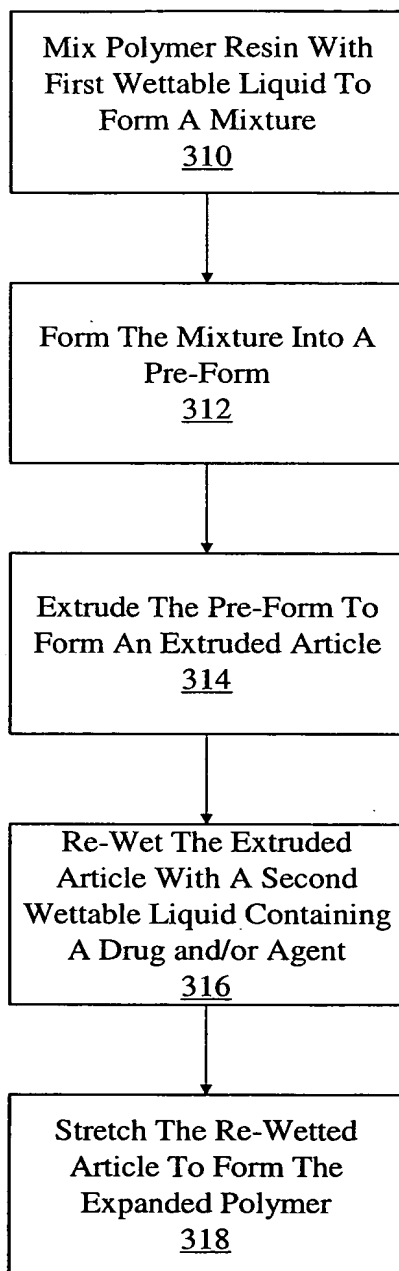 Mix Polymer Resin With
First Wettable Liquid To
Form A Mixture
310
Form The Mixture Into A
Pre-Form
312
Extrude The Pre-Form To
Form An Extruded Article
314
Re-Wet The Extruded
Article With A Second
Wettable Liquid Containing
A Drug and/or Agent
316
Stretch The Re-Wetted
Article To Form The
Expanded Polymer
318